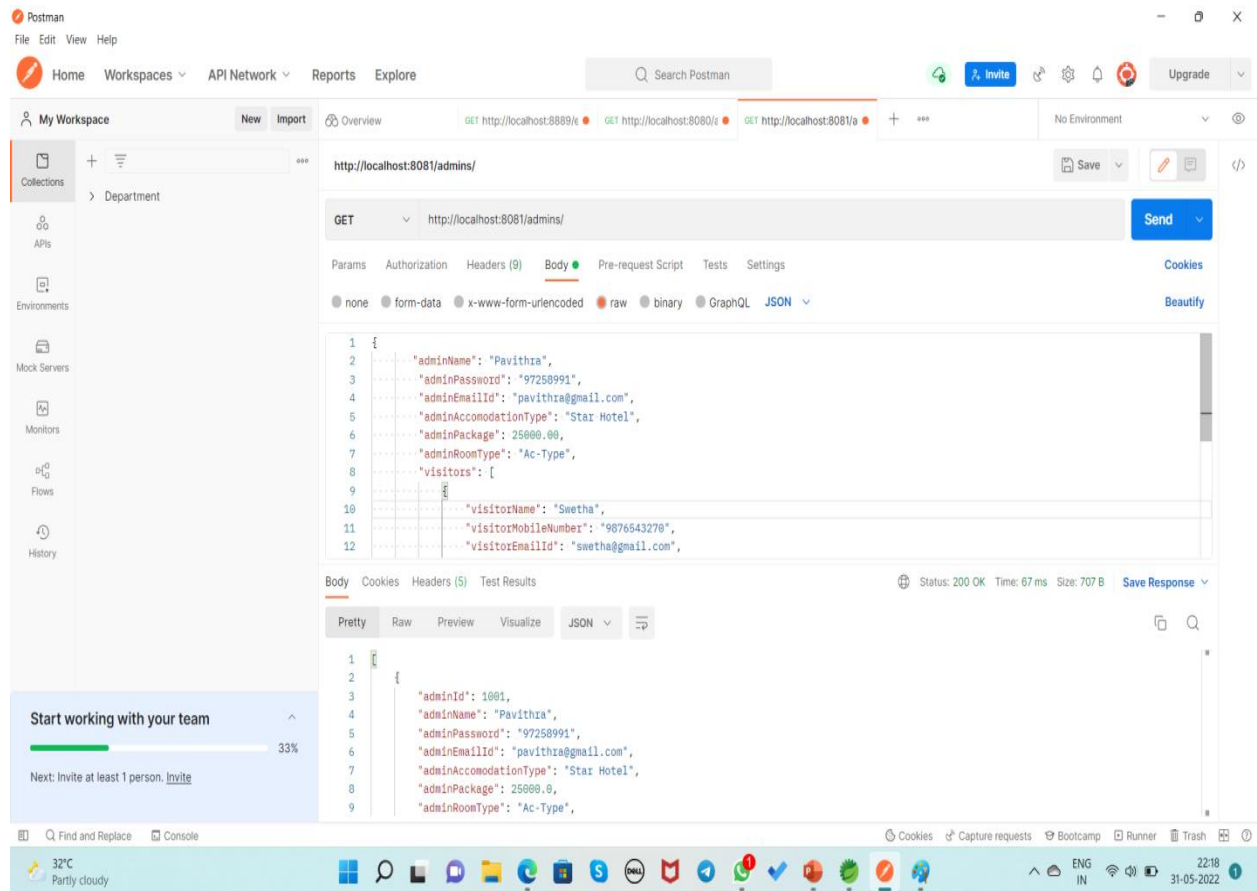 Postman
File Edit View Help
Home Workspaces API Network Reports Explore Search Postman Invite Upgrade
My Workspace New Import Overview GET http://localhost:8889/e GET http://localhost:8080/a GET http://localhost:8081/a No Environment
Collections
Department
APIs
Environments
Mock Servers
Monitors
Flows
History
http://localhost:8081/admins/ Save
GET http://localhost:8081/admins/ Send
Params Authorization Headers (9) Body Pre-request Script Tests Settings Cookies
none form-data x-www-form-urlencoded raw binary GraphQL JSON Beautify
1 {
2 "adminName": "Pavithra",
3 "adminPassword": "97258991",
4 "adminEmailId": "pavithra@gmail.com",
5 "adminAccomodationType": "Star Hotel",
6 "adminPackage": 25000.00,
7 "adminRoomType": "Ac-Type",
8 "visitors": [
9 {
10 "visitorName": "Swetha",
11 "visitorMobileNumber": "9876543270",
12 "visitorEmailId": "swetha@gmail.com",
Body Cookies Headers (5) Test Results Status: 200 OK Time: 67 ms Size: 707 B Save Response
Pretty Raw Preview Visualize JSON
1 [
2 {
3 "adminId": 1001,
4 "adminName": "Pavithra",
5 "adminPassword": "97258991",
6 "adminEmailId": "pavithra@gmail.com",
7 "adminAccomodationType": "Star Hotel",
8 "adminPackage": 25000.0,
9 "adminRoomType": "Ac-Type",
Start working with your team
33%
Next: Invite at least 1 person. Invite
Find and Replace Console Cookies Capture requests Bootcamp Runner Trash
32°C
Partly cloudy
DELL
1
ENG
IN
22:18
31-05-2022
1